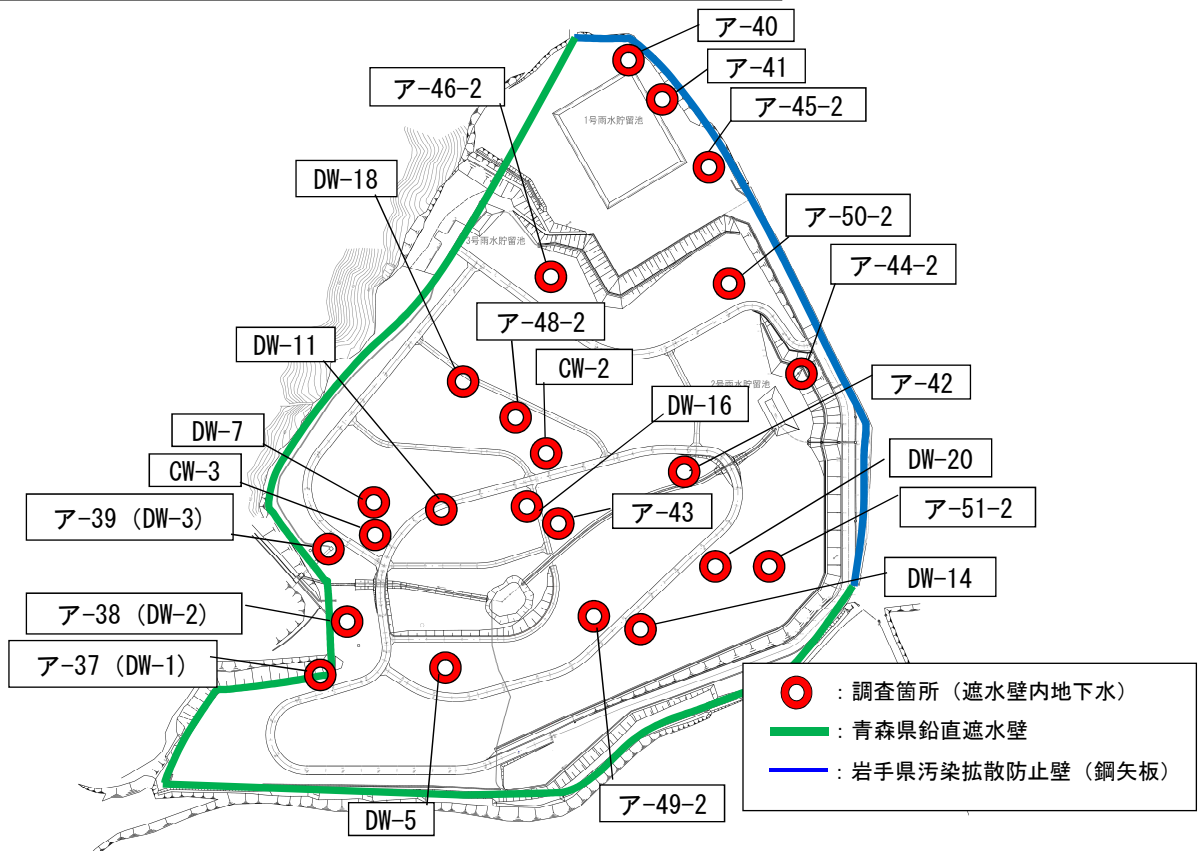 ア-40
ア-41
ア-46-2
ア-45-2
1号雨水貯留池
DW-18
ア-50-2
3号雨水貯留池
ア-44-2
ア-48-2
DW-11
CW-2
ア-42
2号雨水貯留池
DW-16
DW-7
DW-20
CW-3
ア-51-2
ア-39（DW-3）
ア-43
DW-14
ア-38（DW-2）
ア-37（DW-1）
：調査箇所（遮水壁内地下水）
：青森県鉛直遮水壁
：岩手県汚染拡散防止壁（鋼矢板）
ア-49-2
DW-5